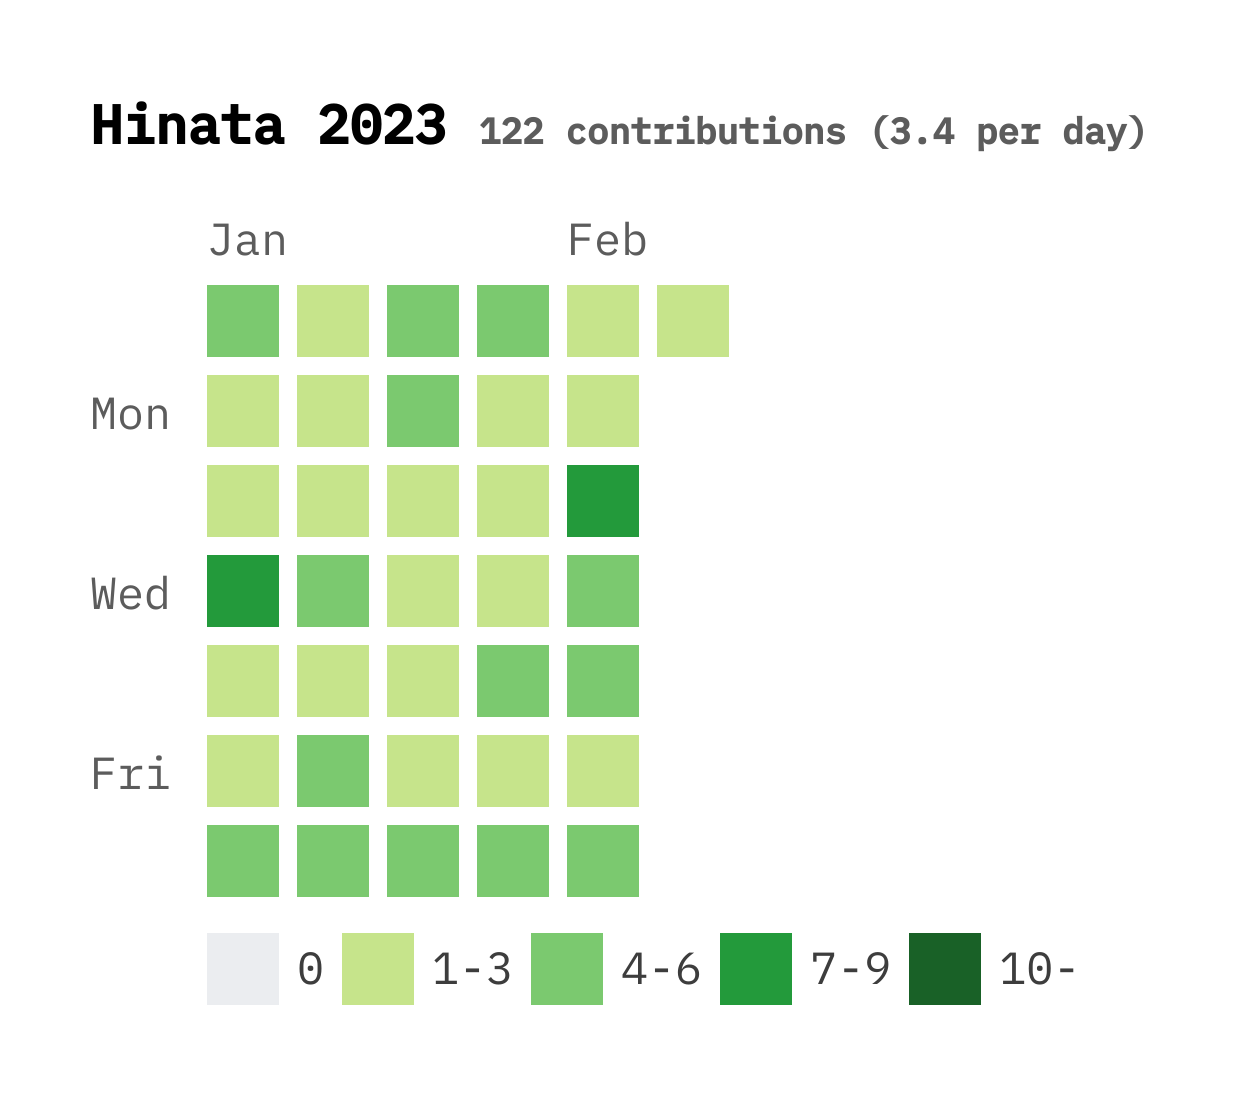 Hinata 2023 122 contributions (3.4 per day)
Jan Feb
Mon
Wed
Fri
0 1-3 4-6 7-9 10-